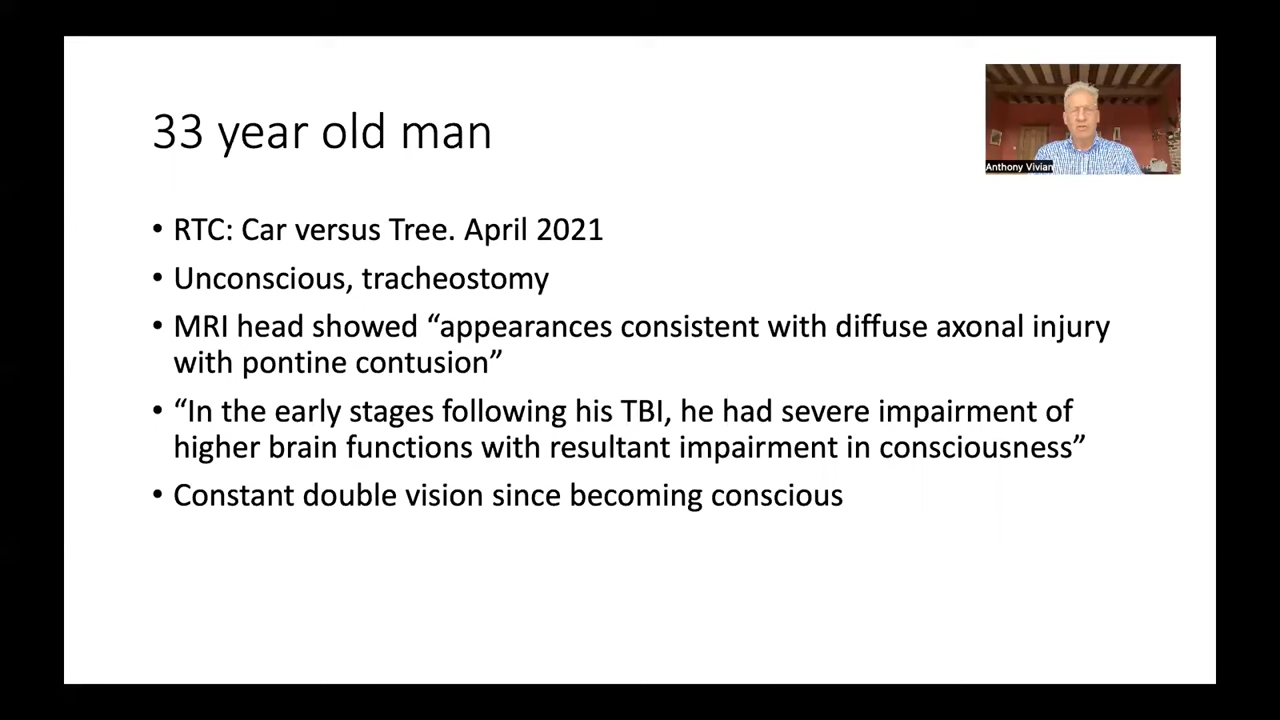 33 year old man
Anthony Vivian
• RTC: Car versus Tree. April 2021
• Unconscious, tracheostomy
• MRI head showed “appearances consistent with diffuse axonal injury
with pontine contusion”
• “In the early stages following his TBI, he had severe impairment of
higher brain functions with resultant impairment in consciousness”
• Constant double vision since becoming conscious